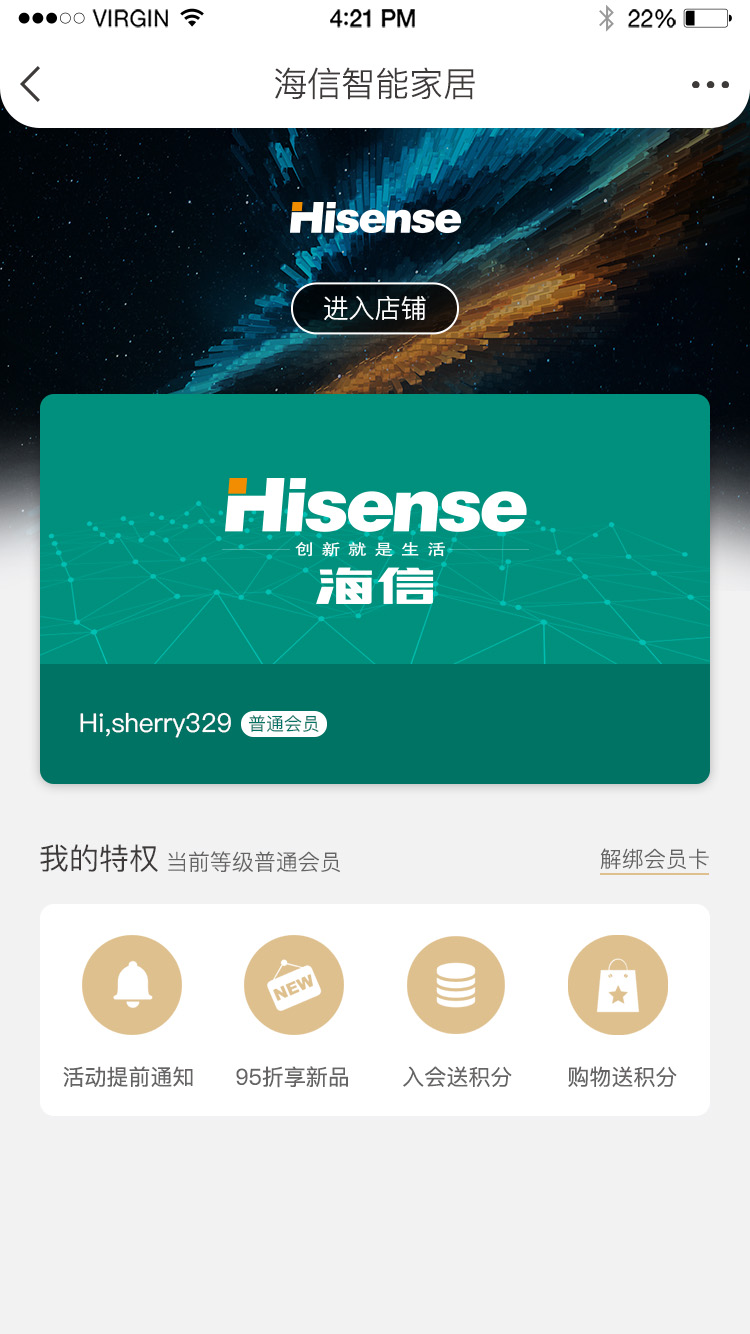 VIRGIN 4:21 PM 22%
海信智能家居
Hisense
进入店铺
Hisense
创新就是生活
海信
Hi,sherry329 普通会员
我的特权 当前等级普通会员 解绑会员卡
NEW
活动提前通知 95折享新品 入会送积分 购物送积分